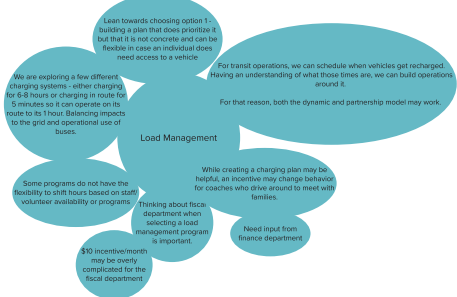 Lean towards choosing option 1 -
building a plan that does prioritize it
but that it is not concrete and can be
flexible in case an individual does
need access to a vehicle
For transit operations, we can schedule when vehicles get recharged.
Having an understanding of what those times are, we can build operations
around it.
For that reason, both the dynamic and partnership model may work.
We are exploring a few different
charging systems - either charging
for 6-8 hours or charging in route for
5 minutes so it can operate on its
route to its 1 hour. Balancing impacts
to the grid and operational use of
buses.
Load Management
While creating a charging plan may be
helpful, an incentive may change behavior
for coaches who drive around to meet with
families.
Some programs do not have the
flexibility to shift hours based on staff/
volunteer availability or programs
Thinking about fiscal
department when
selecting a load
management program
is important.
Need input from
finance department
$10 incentive/month
may be overly
complicated for the
fiscal department